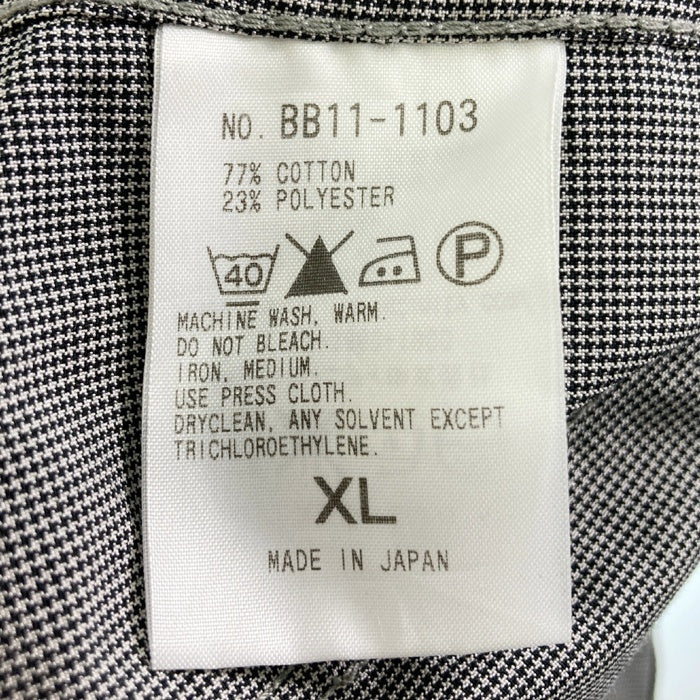 NO. BB11-1103
77% COTTON
23% POLYESTER
40 P
MACHINE WASH, WARM.
DO NOT BLEACH.
IRON, MEDIUM.
USE PRESS CLOTH.
DRYCLEAN, ANY SOLVENT EXCEPT
TRICHLOROETHYLENE.
XL
MADE IN JAPAN